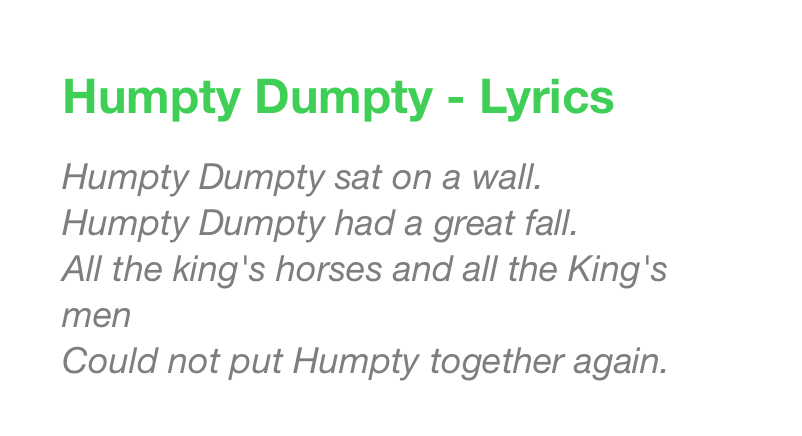 Humpty Dumpty - Lyrics
Humpty Dumpty sat on a wall.
Humpty Dumpty had a great fall.
All the king's horses and all the King's
men
Could not put Humpty together again.